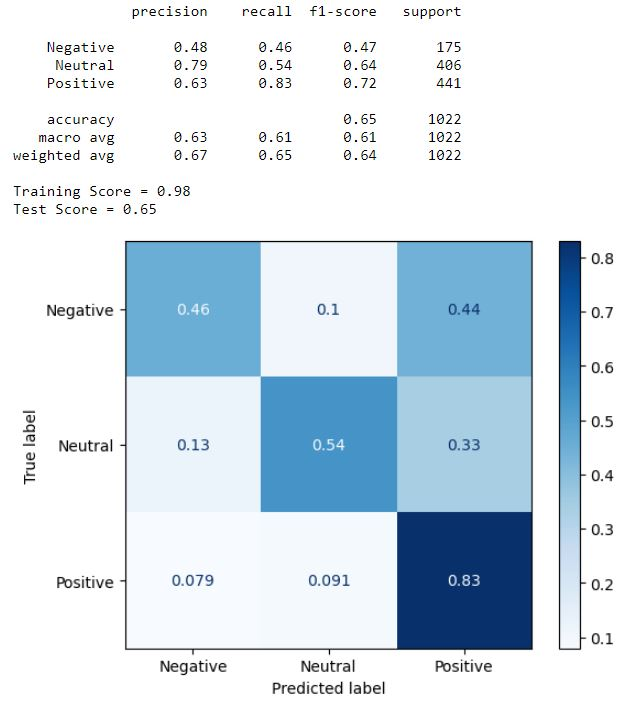 precision recall f1-score support
Negative 0.48 0.46 0.47 175
Neutral 0.79 0.54 0.64 406
Positive 0.63 0.83 0.72 441
accuracy 0.65 1022
macro avg 0.63 0.61 0.61 1022
weighted avg 0.67 0.65 0.64 1022
Training Score = 0.98
Test Score = 0.65
0.8
Negative 0.46 0.1 0.44
0.7
0.6
0.5
True label
Neutral 0.13 0.54 0.33
0.4
0.3
Positive 0.079 0.091 0.83
0.2
0.1
Negative Neutral Positive
Predicted label